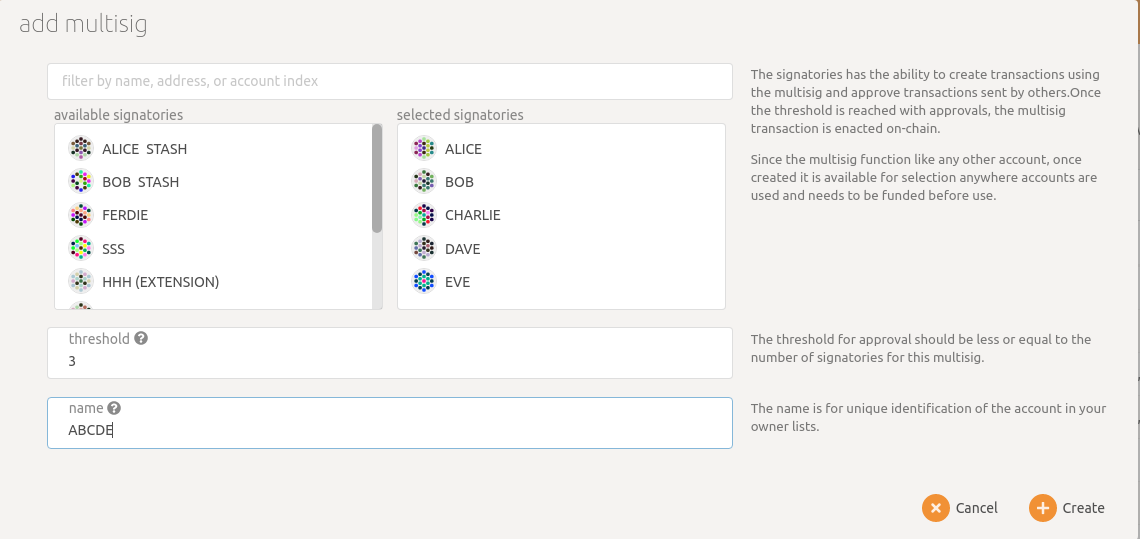 add multisig
filter by name, address, or account index
available signatories
ALICE STASH
BOB STASH
FERDIE
SSS
HHH (EXTENSION)
selected signatories
ALICE
BOB
CHARLIE
DAVE
EVE
The signatories has the ability to create transactions using
the multisig and approve transactions sent by others.Once
the threshold is reached with approvals, the multisig
transaction is enacted on-chain.
Since the multisig function like any other account, once
created it is available for selection anywhere accounts are
used and needs to be funded before use.
threshold ?
3
The threshold for approval should be less or equal to the
number of signatories for this multisig.
name ?
ABCDE
The name is for unique identification of the account in your
owner lists.
Cancel
Create